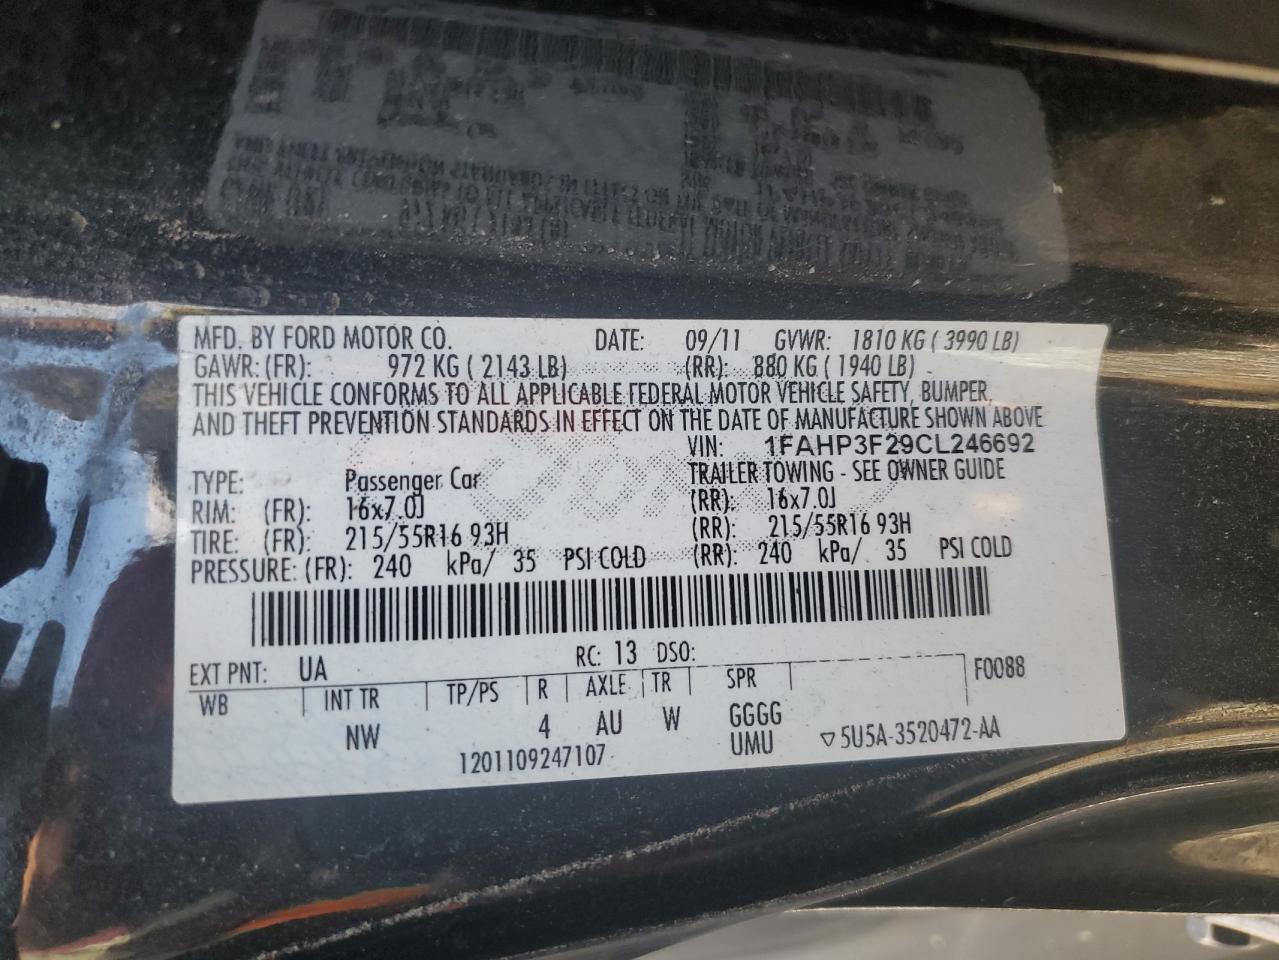 MFD. BY FORD MOTOR CO. DATE: 09/11 GVWR: 1810 KG ( 3990 LB)
GAWR: (FR): 972 KG ( 2143 LB) (RR): 880 KG ( 1940 LB)
THIS VEHICLE CONFORMS TO ALL APPLICABLE FEDERAL MOTOR VEHICLE SAFETY, BUMPER,
AND THEFT PREVENTION STANDARDS IN EFFECT ON THE DATE OF MANUFACTURE SHOWN ABOVE
VIN: 1FAHP3F29CL246692
TYPE: Passenger Car TRAILER TOWING - SEE OWNER GUIDE
RIM: (FR): 16x7.0J (RR): 16x7.0J
TIRE: (FR): 215/55R16 93H (RR): 215/55R16 93H
PRESSURE: (FR): 240 kPa/ 35 PSI COLD (RR): 240 kPa/ 35 PSI COLD
EXT PNT: UA RC: 13 DSO:
WB INT TR TP/PS R AXLE TR SPR F0088
NW 4 AU W GGGG
1201109247107 UMU ▽5U5A-3520472-AA